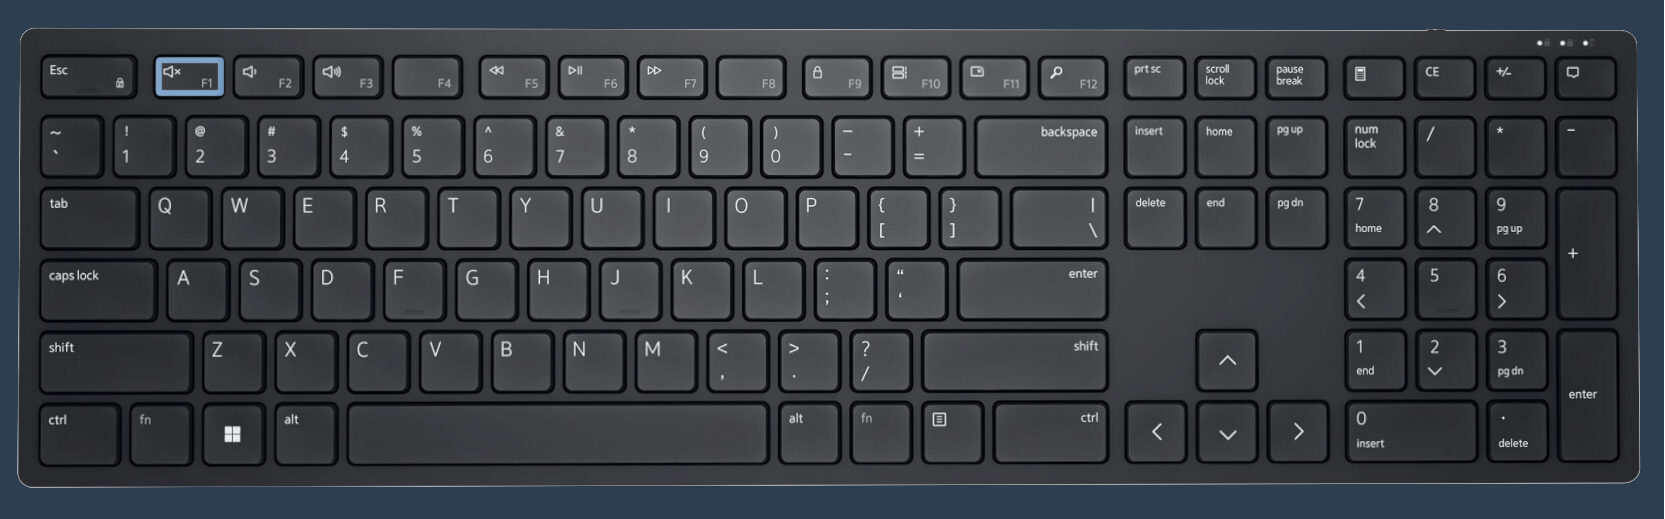 Esc F1 F2 F3 F4 F5 F6 F7 F8 F9 F10 F11 F12 prt sc scroll lock pause break CE +/-
~ ` ! 1 @ 2 # 3 $ 4 % 5 ^ 6 & 7 * 8 ( 9 ) 0 — - + = backspace insert home pg up num lock / * −
tab Q W E R T Y U I O P { [ } ] | \ delete end pg dn 7 home 8 9 pg up +
caps lock A S D F G H J K L : ; “ ‘ enter 4 5 6
shift Z X C V B N M < , > . ? / shift 1 end 2 3 pg dn enter
ctrl fn alt alt fn ctrl 0 insert . delete